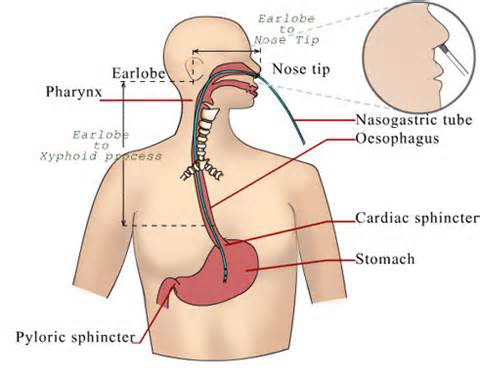 Earlobe
to
Nose Tip
Earlobe
Nose tip
Pharynx
Nasogastric tube
Earlobe
to
Xyphoid process
Oesophagus
Cardiac sphincter
Stomach
Pyloric sphincter